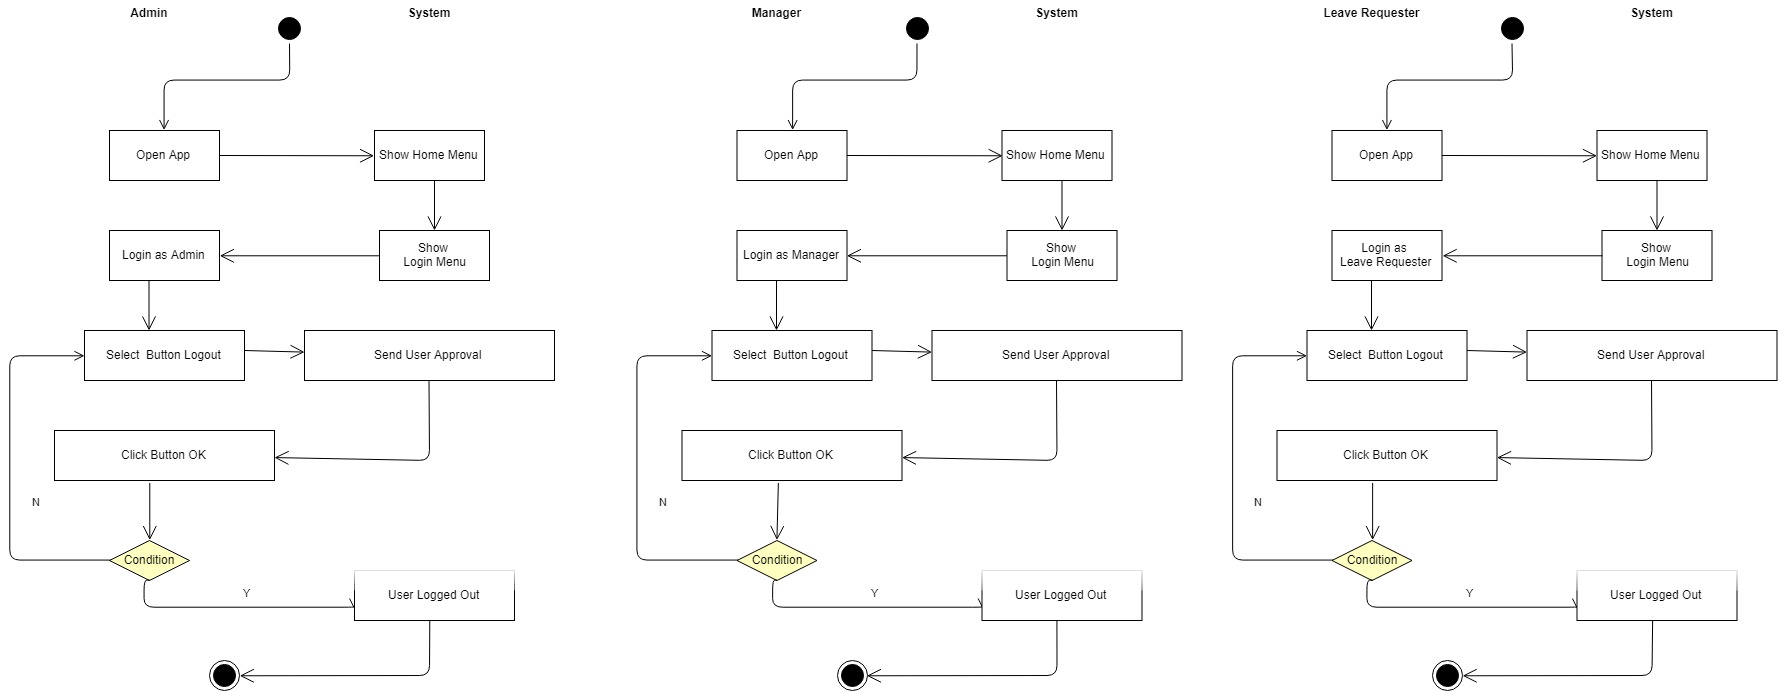 Admin
System
Open App
Show Home Menu
Login as Admin
Show
Login Menu
Select  Button Logout
Send User Approval
Click Button OK
N
Condition
Y
User Logged Out
Manager
System
Open App
Show Home Menu
Login as Manager
Show
Login Menu
Select  Button Logout
Send User Approval
Click Button OK
N
Condition
Y
User Logged Out
Leave Requester
System
Open App
Show Home Menu
Login as
Leave Requester
Show
Login Menu
Select  Button Logout
Send User Approval
Click Button OK
N
Condition
Y
User Logged Out